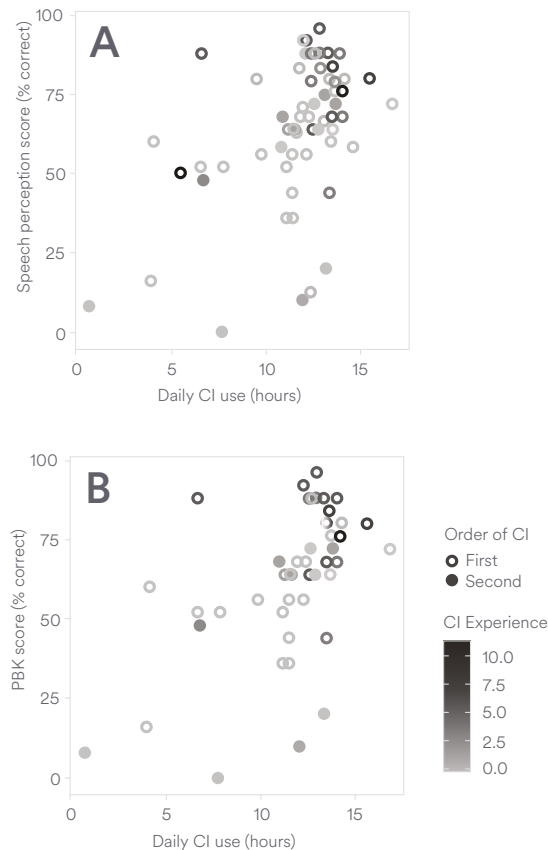 A
Speech perception score (% correct)
100
75
50
25
0
0 5 10 15
Daily CI use (hours)
B
PBK score (% correct)
100
75
50
25
0
0 5 10 15
Daily CI use (hours)
Order of CI
First
Second
CI Experience
10.0
7.5
5.0
2.5
0.0